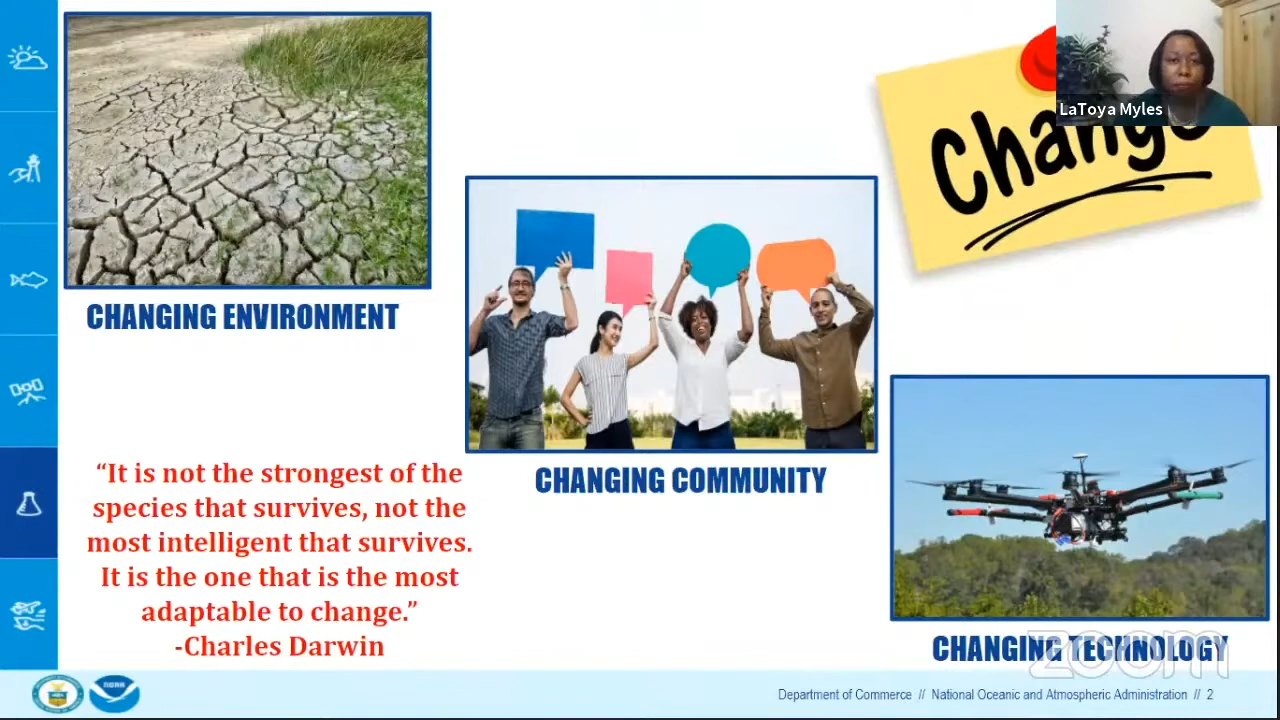 LaToya Myles
Change
CHANGING ENVIRONMENT
CHANGING COMMUNITY
“It is not the strongest of the
species that survives, not the
most intelligent that survives.
It is the one that is the most
adaptable to change.”
-Charles Darwin
CHANGING TECHNOLOGY
zoom
NOAA
Department of Commerce // National Oceanic and Atmospheric Administration // 2